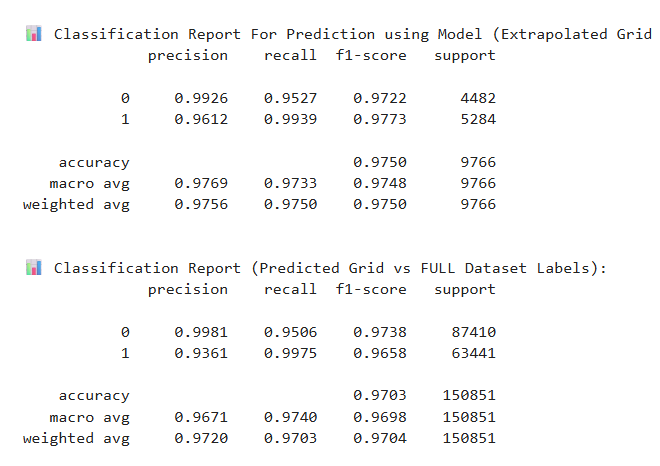 📊 Classification Report For Prediction using Model (Extrapolated Grid
precision recall f1-score support
0 0.9926 0.9527 0.9722 4482
1 0.9612 0.9939 0.9773 5284
accuracy 0.9750 9766
macro avg 0.9769 0.9733 0.9748 9766
weighted avg 0.9756 0.9750 0.9750 9766
📊 Classification Report (Predicted Grid vs FULL Dataset Labels):
precision recall f1-score support
0 0.9981 0.9506 0.9738 87410
1 0.9361 0.9975 0.9658 63441
accuracy 0.9703 150851
macro avg 0.9671 0.9740 0.9698 150851
weighted avg 0.9720 0.9703 0.9704 150851